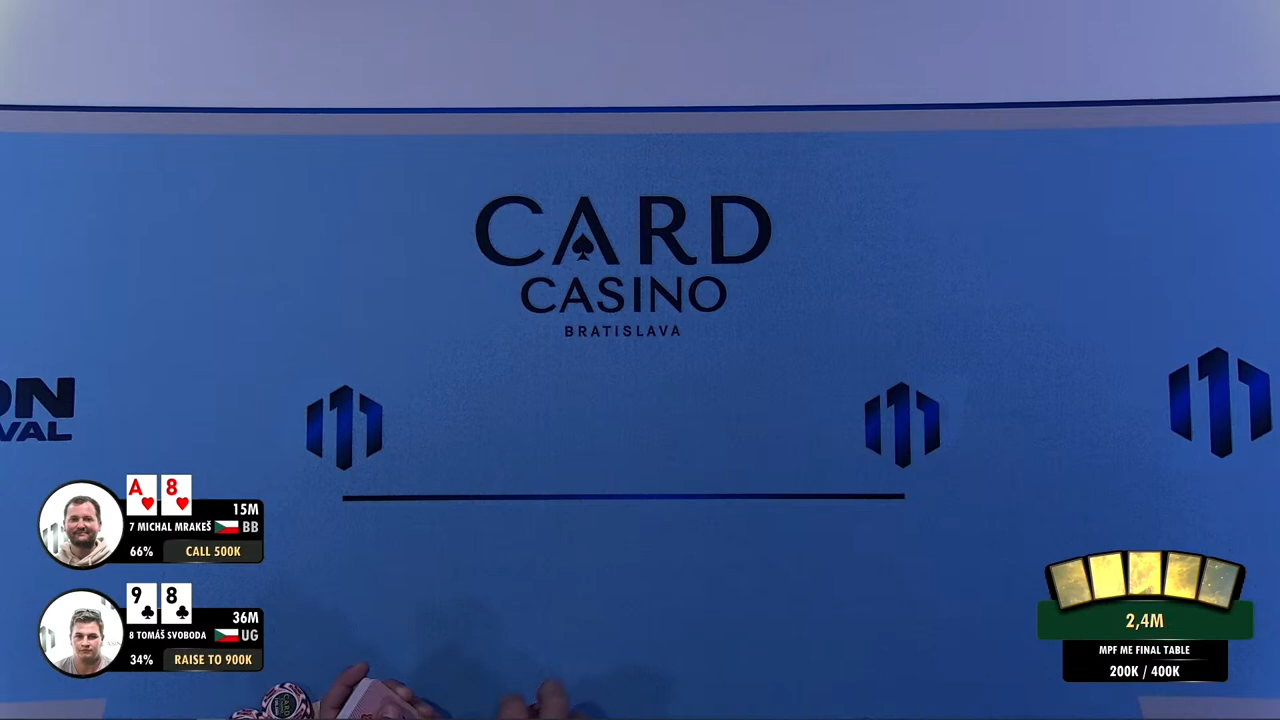 CARD
CASINO
BRATISLAVA
ON
VAL
A 8
15M
7 MICHAL MRAKEŠ BB
66% CALL 500K
9 8
36M
8 TOMÁŠ SVOBODA UG
34% RAISE TO 900K
2,4M
MPF ME FINAL TABLE
200K / 400K